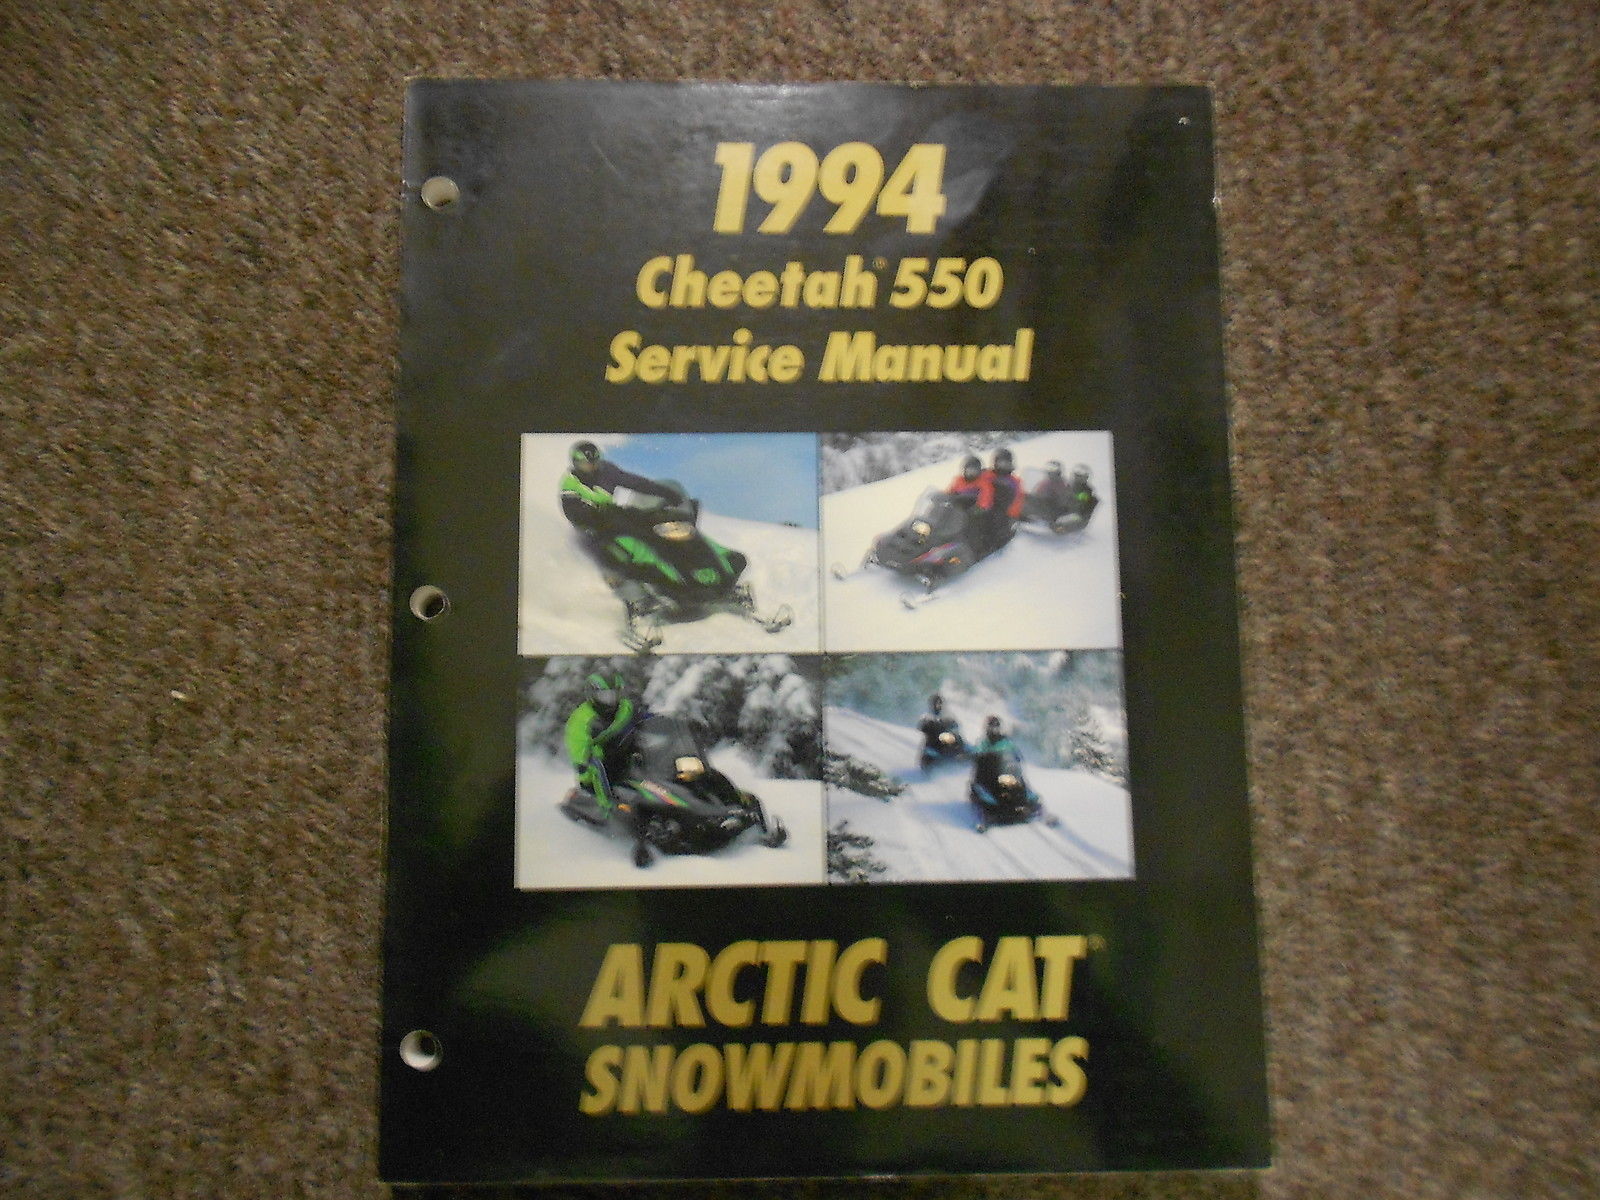 1994
Cheetah® 550
Service Manual
ARCTIC CAT®
SNOWMOBILES